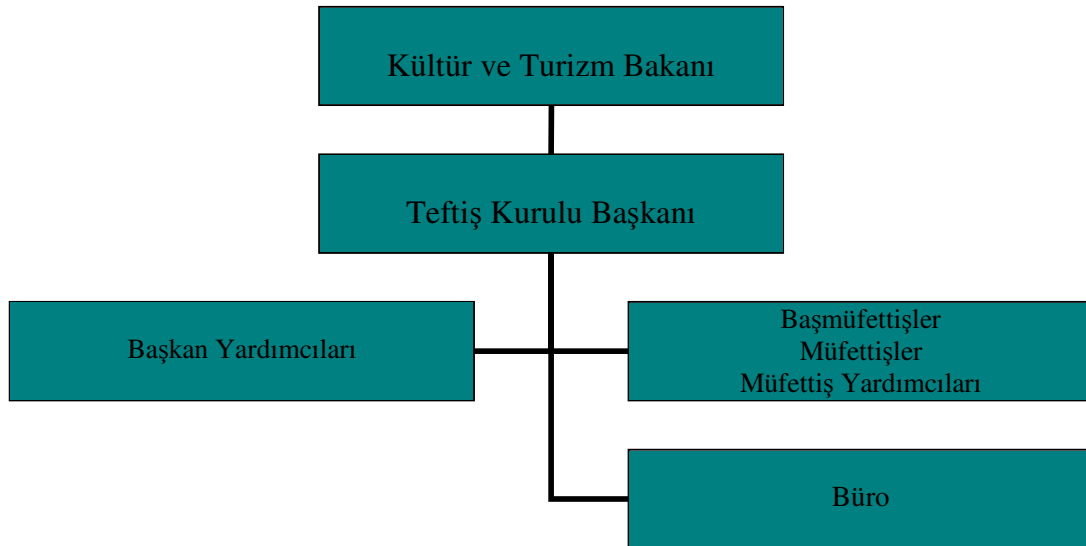 Kültür ve Turizm Bakanı
Teftiş Kurulu Başkanı
Başkan Yardımcıları
Başmüfettişler
Müfettişler
Müfettiş Yardımcıları
Büro